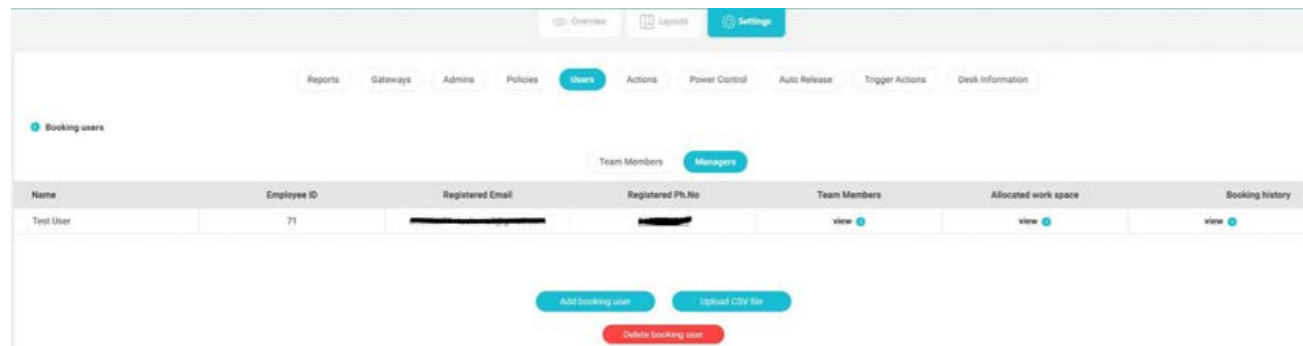 Overview Layouts Settings
Reports Gateways Admins Policies Users Actions Power Control Auto Release Trigger Actions Desk Information
Booking users
Team Members Managers
Name Employee ID Registered Email Registered Ph.No Team Members Allocated work space Booking history
Test User 71 view view view
Add booking user Upload CSV file
Delete booking user